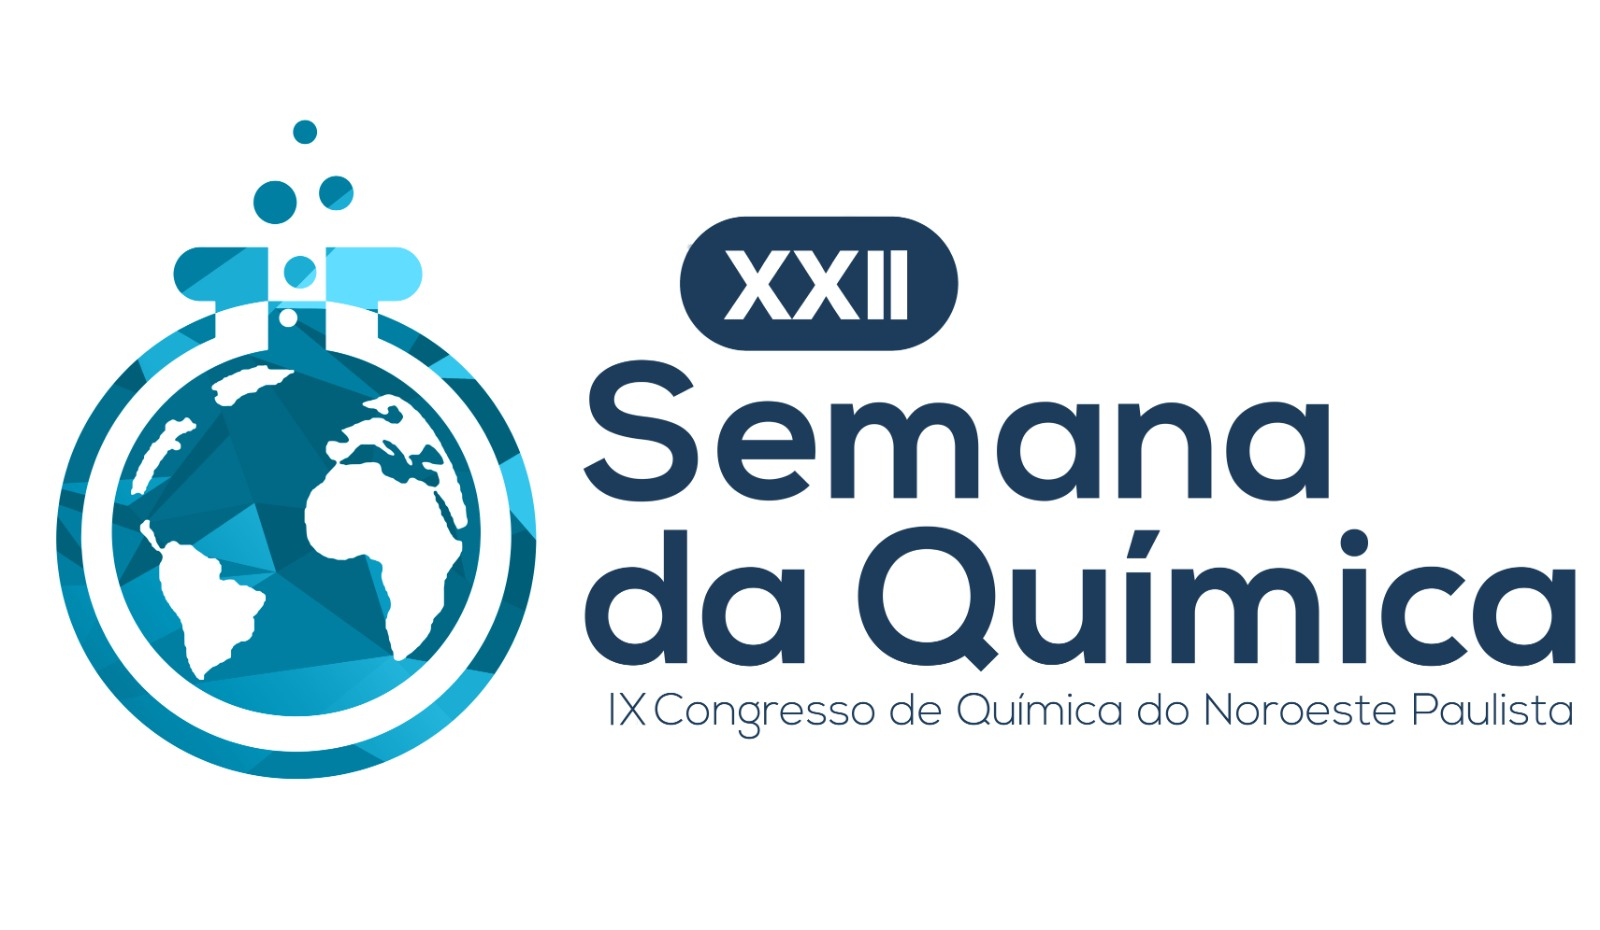 XXII
Semana
da Química
IX Congresso de Química do Noroeste Paulista